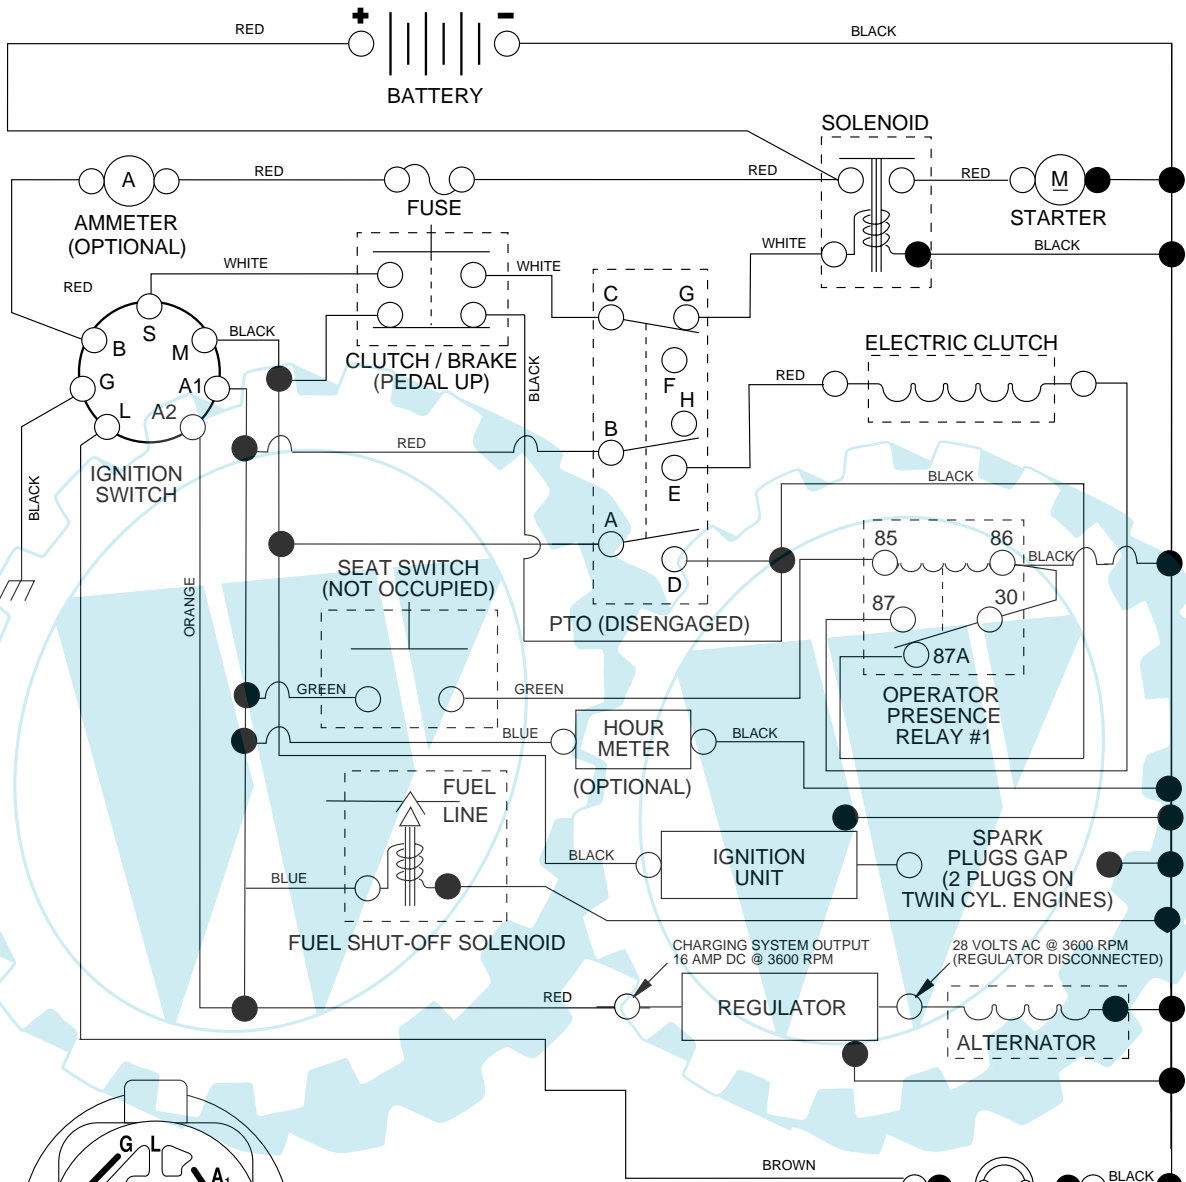 +
−
RED
BLACK
BATTERY
SOLENOID
A
RED
RED
RED
M
FUSE
AMMETER
(OPTIONAL)
STARTER
WHITE
BLACK
WHITE
WHITE
RED
C
G
S
BLACK
B
M
ELECTRIC CLUTCH
CLUTCH / BRAKE
(PEDAL UP)
BLACK
RED
F
G
A1
H
L
A2
B
RED
IGNITION
SWITCH
BLACK
E
BLACK
A
85
86
BLACK
SEAT SWITCH
(NOT OCCUPIED)
D
ORANGE
87
30
PTO (DISENGAGED)
87A
GREEN
GREEN
OPERATOR
PRESENCE
RELAY #1
BLUE
HOUR
METER
BLACK
(OPTIONAL)
FUEL
LINE
BLACK
IGNITION
UNIT
SPARK
PLUGS GAP
(2 PLUGS ON
TWIN CYL. ENGINES)
BLUE
FUEL SHUT-OFF SOLENOID
CHARGING SYSTEM OUTPUT
16 AMP DC @ 3600 RPM
28 VOLTS AC @ 3600 RPM
(REGULATOR DISCONNECTED)
RED
REGULATOR
ALTERNATOR
G
L
A1
BROWN
BLACK